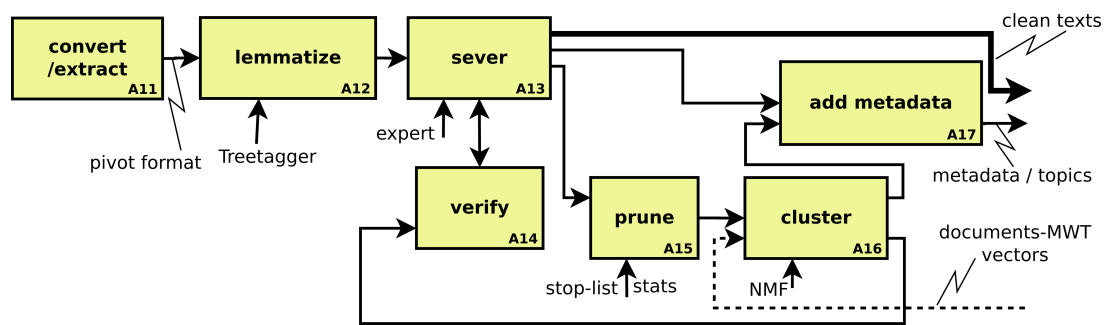 clean texts
convert
/extract
A11
lemmatize
A12
sever
A13
add metadata
A17
pivot format
Treetagger
expert
metadata / topics
verify
A14
prune
A15
cluster
A16
documents-MWT
vectors
stop-list
stats
NMF